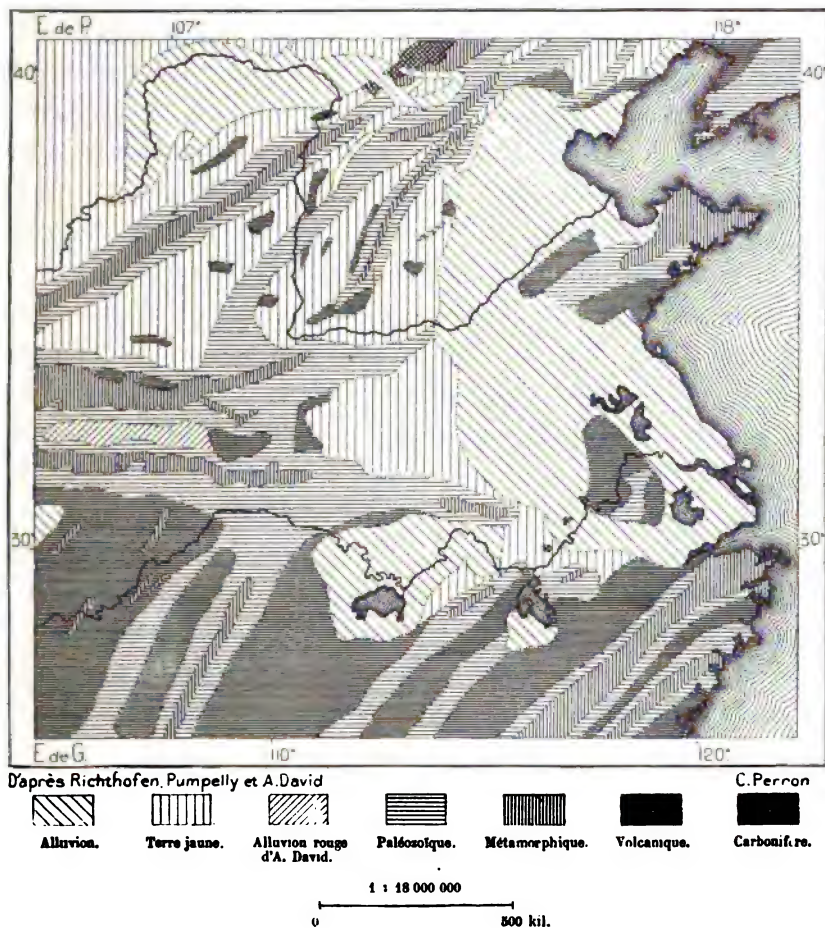 E. de P. 107° 118°
40° 40°
30° 30°
E. de G. 110° 120°
D'après Richthofen, Pumpelly et A. David C. Perron
Alluvion. Terre jaune. Alluvion rouge d'A. David. Paléozoïque. Métamorphique. Volcanique. Carbonifère.
1 : 18 000 000
0 500 kil.